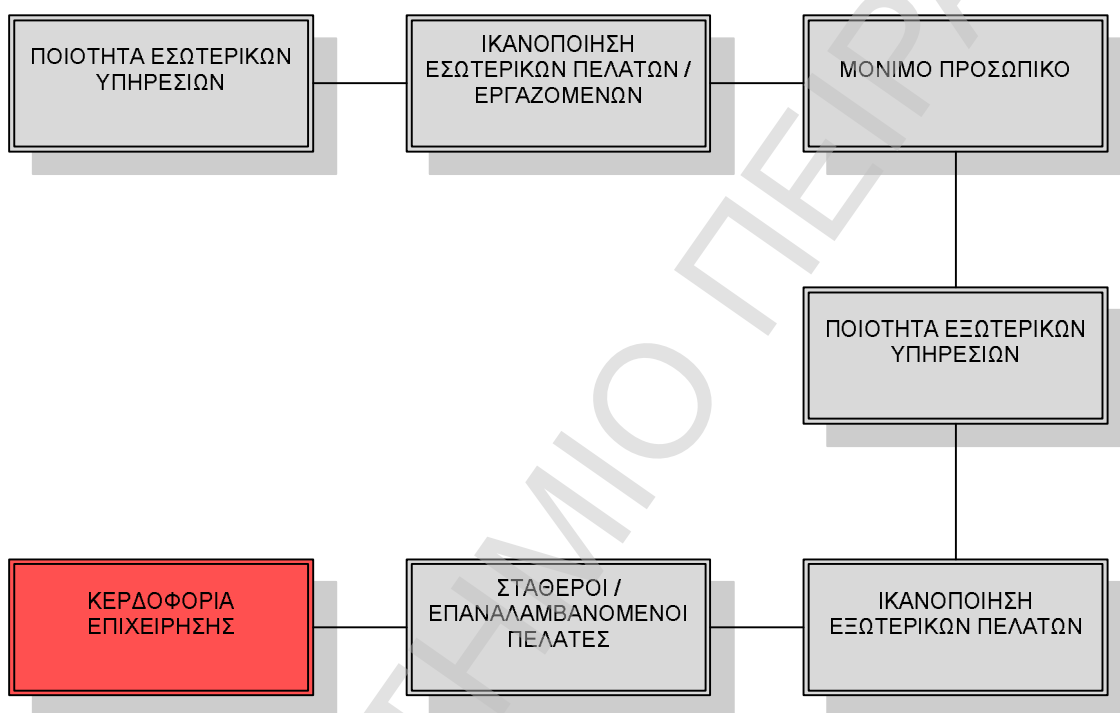 ΠΟΙΟΤΗΤΑ ΕΣΩΤΕΡΙΚΩΝ
ΥΠΗΡΕΣΙΩΝ
ΙΚΑΝΟΠΟΙΗΣΗ
ΕΣΩΤΕΡΙΚΩΝ ΠΕΛΑΤΩΝ /
ΕΡΓΑΖΟΜΕΝΩΝ
ΜΟΝΙΜΟ ΠΡΟΣΩΠΙΚΟ
ΠΟΙΟΤΗΤΑ ΕΞΩΤΕΡΙΚΩΝ
ΥΠΗΡΕΣΙΩΝ
ΙΚΑΝΟΠΟΙΗΣΗ
ΕΞΩΤΕΡΙΚΩΝ ΠΕΛΑΤΩΝ
ΣΤΑΘΕΡΟΙ /
ΕΠΑΝΑΛΑΜΒΑΝΟΜΕΝΟΙ
ΠΕΛΑΤΕΣ
ΚΕΡΔΟΦΟΡΙΑ
ΕΠΙΧΕΙΡΗΣΗΣ